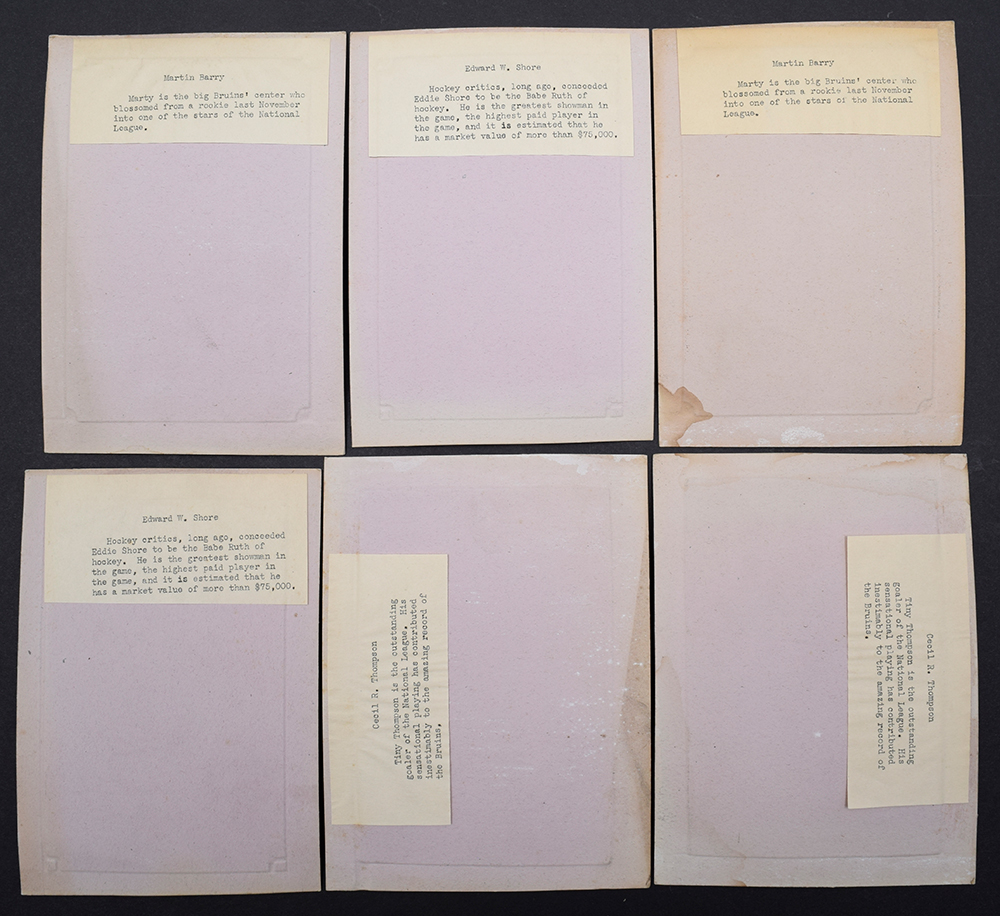 Martin Barry
Marty is the big Bruins' center who
blossomed from a rookie last November
into one of the stars of the National
League.
Edward W. Shore
Hockey critics, long ago, conceeded
Eddie Shore to be the Babe Ruth of
hockey. He is the greatest showman in
the game, the highest paid player in
the game, and it is estimated that he
has a market value of more than $75,000.
Martin Barry
Marty is the big Bruins' center who
blossomed from a rookie last November
into one of the stars of the National
League.
Edward W. Shore
Hockey critics, long ago, conceeded
Eddie Shore to be the Babe Ruth of
hockey. He is the greatest showman in
the game, the highest paid player in
the game, and it is estimated that he
has a market value of more than $75,000.
Cecil R. Thompson
Tiny Thompson is the outstanding
goaler of the National League. His
sensational playing has contributed
inestimably to the amazing record of
the Bruins.
Cecil R. Thompson
Tiny Thompson is the outstanding
goaler of the National League. His
sensational playing has contributed
inestimably to the amazing record of
the Bruins.